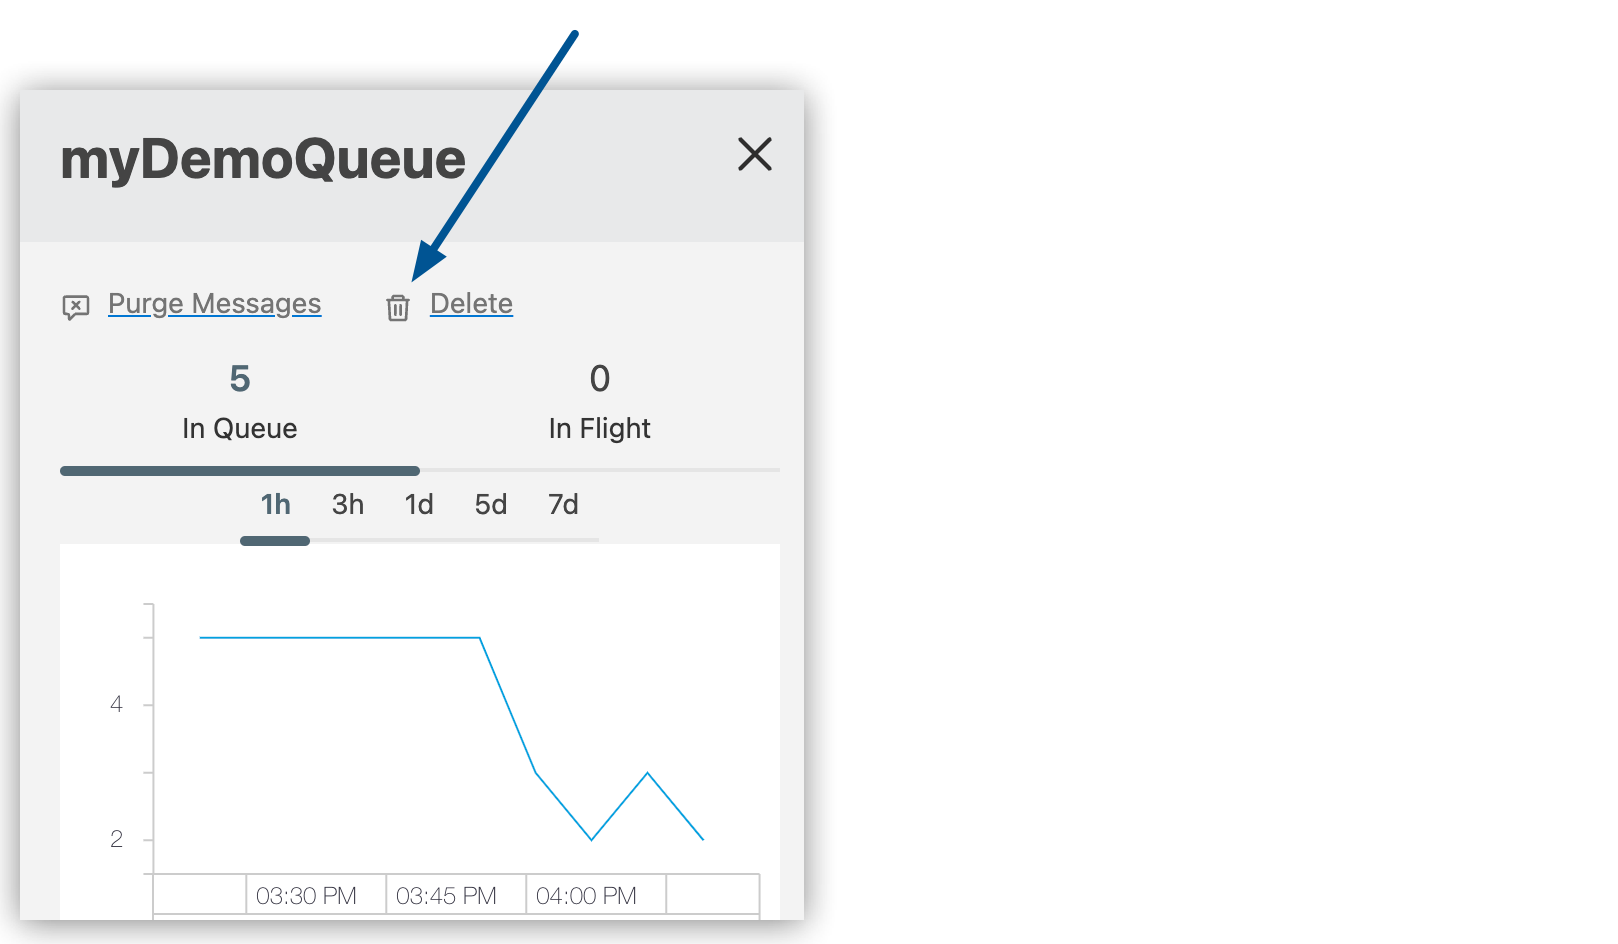 myDemoQueue
Purge Messages Delete
5 0
In Queue In Flight
1h 3h 1d 5d 7d
4
2
03:30 PM 03:45 PM 04:00 PM